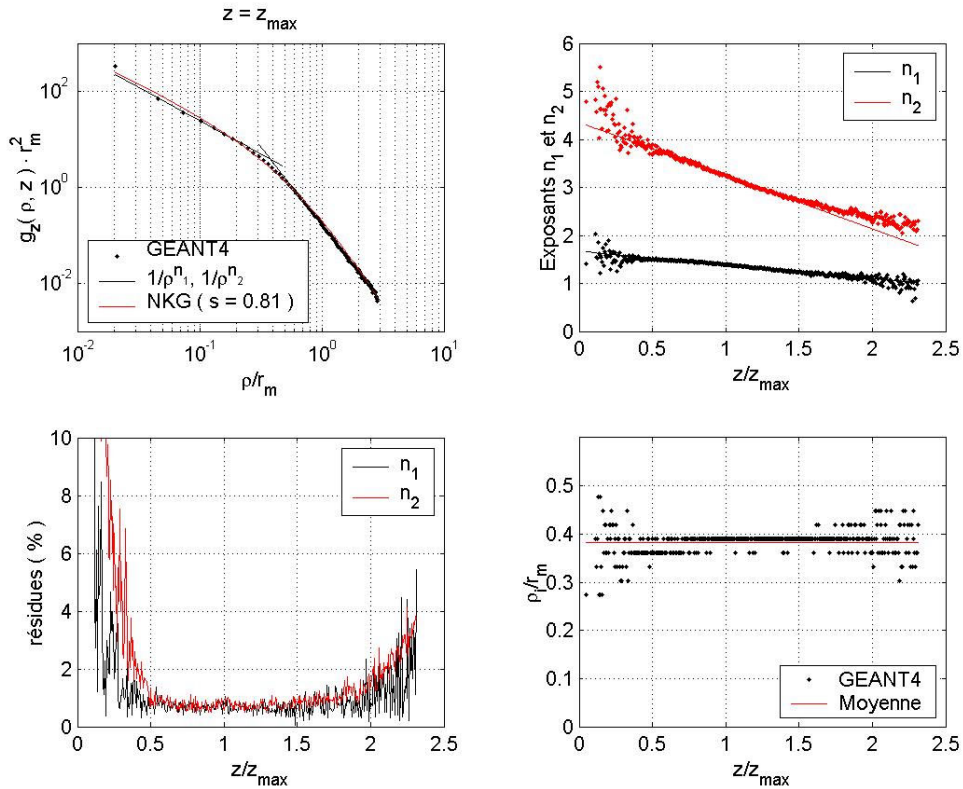 z = z_max
g_z( ρ, z ) · r_m^2
10^2
10^0
10^-2
GEANT4
1/ρ^n_1, 1/ρ^n_2
NKG ( s = 0.81 )
10^-2 10^-1 10^0 10^1
ρ/r_m
Exposants n_1 et n_2
6
5
4
3
2
1
0
n_1
n_2
0 0.5 1 1.5 2 2.5
z/z_max
résidues ( % )
10
8
6
4
2
0
n_1
n_2
0 0.5 1 1.5 2 2.5
z/z_max
ρ_i/r_m
0.5
0.4
0.3
0.2
0.1
0
GEANT4
Moyenne
0 0.5 1 1.5 2 2.5
z/z_max